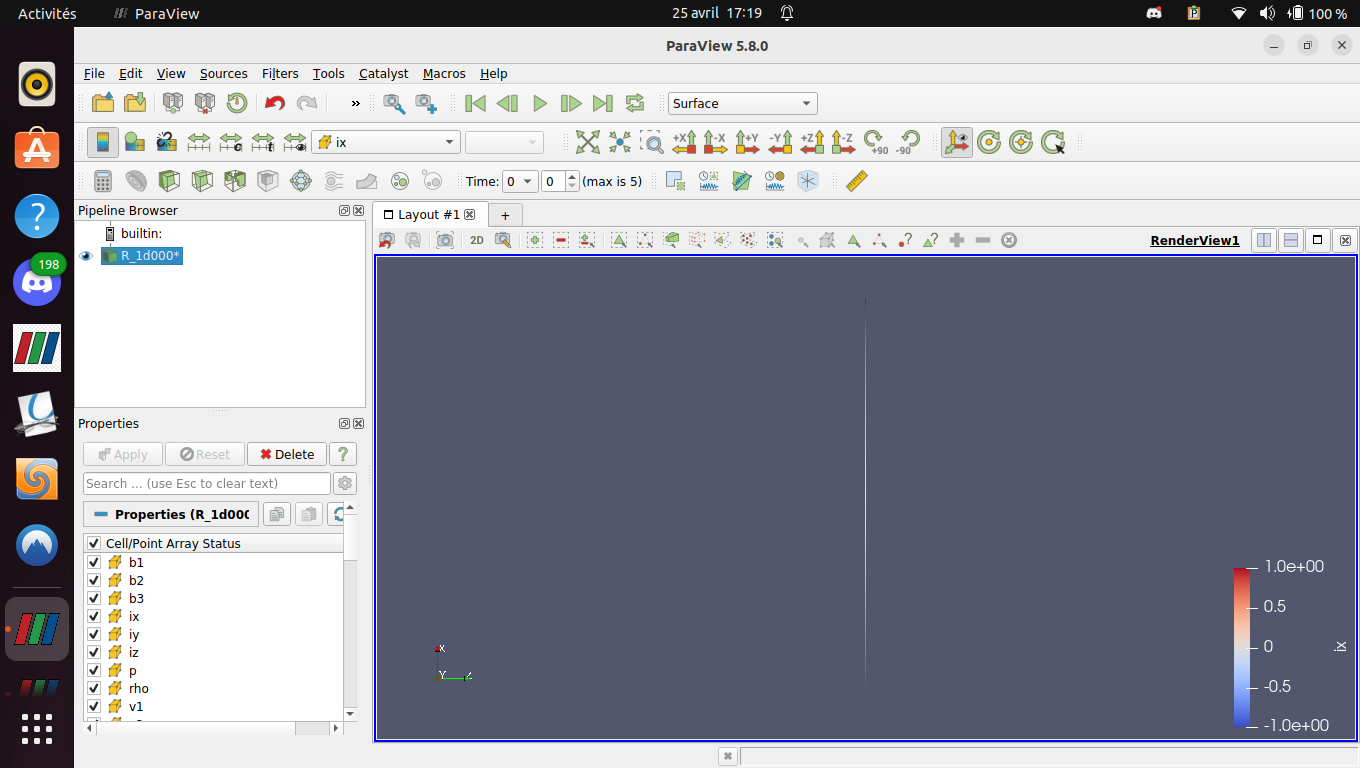 Activités
ParaView
25 avril 17:19
100 %
ParaView 5.8.0
File Edit View Sources Filters Tools Catalyst Macros Help
»
Surface
ix
+X -X +Y -Y +Z -Z +90 -90
Time: 0 0 (max is 5)
Pipeline Browser
builtin:
R_1d000*
Layout #1
+
2D
RenderView1
198
Properties
Apply
Reset
Delete
?
Search ... (use Esc to clear text)
Properties (R_1d000
Cell/Point Array Status
b1
b2
b3
ix
iy
iz
p
rho
v1
X
Y
1.0e+00
0.5
0
-0.5
-1.0e+00
ix